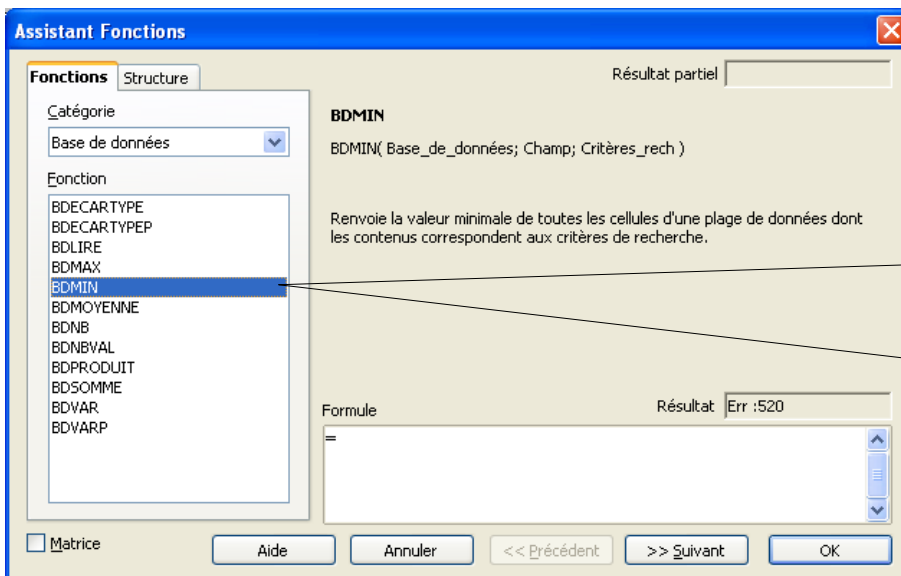 Assistant Fonctions
Fonctions
Structure
Résultat partiel
Catégorie
Base de données
Fonction
BDECARTYPE
BDECARTYPEP
BDLIRE
BDMAX
BDMIN
BDMOYENNE
BDNB
BDNBVAL
BDPRODUIT
BDSOMME
BDVAR
BDVARP
BDMIN
BDMIN( Base_de_données; Champ; Critères_rech )
Renvoie la valeur minimale de toutes les cellules d'une plage de données dont
les contenus correspondent aux critères de recherche.
Formule
Résultat
Err :520
=
Matrice
Aide
Annuler
<< Précédent
>> Suivant
OK